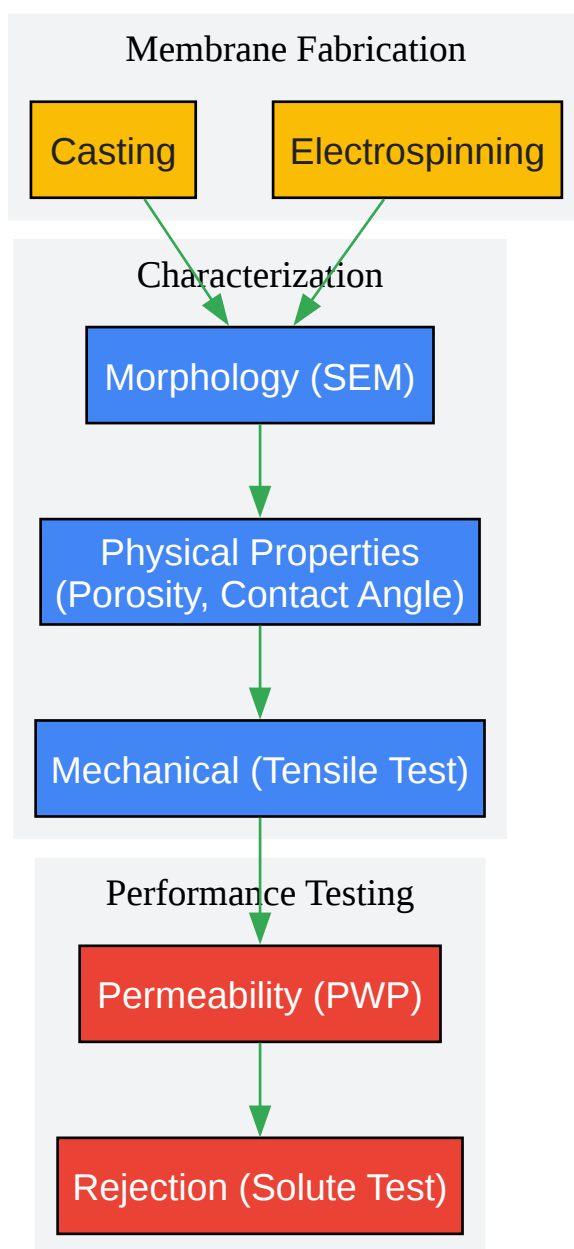 Membrane Fabrication
Casting
Electrospinning
Characterization
Morphology (SEM)
Physical Properties
(Porosity, Contact Angle)
Mechanical (Tensile Test)
Performance Testing
Permeability (PWP)
Rejection (Solute Test)